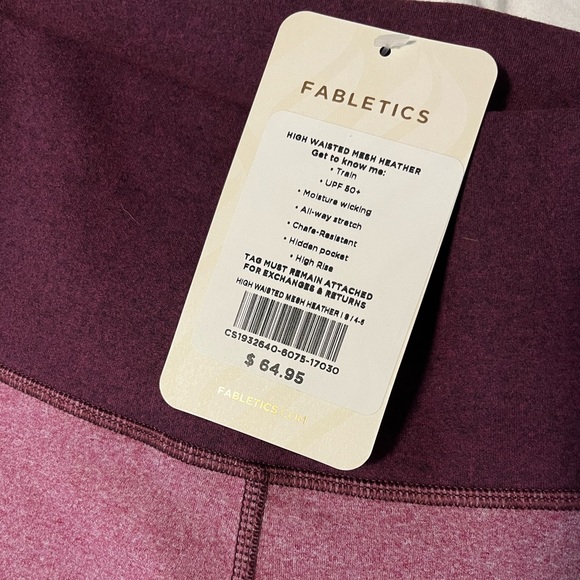 FABLETICS
HIGH WAISTED MESH HEATHER
Get to know me:
• Train
• UPF 50+
• Moisture wicking
• All-way stretch
• Chafe-Resistant
• Hidden pocket
• High Rise
TAG MUST REMAIN ATTACHED
FOR EXCHANGES & RETURNS
HIGH WAISTED MESH HEATHER | S / 4-6
CS1932640-6075-17030
$ 64.95
FABLETICS.COM